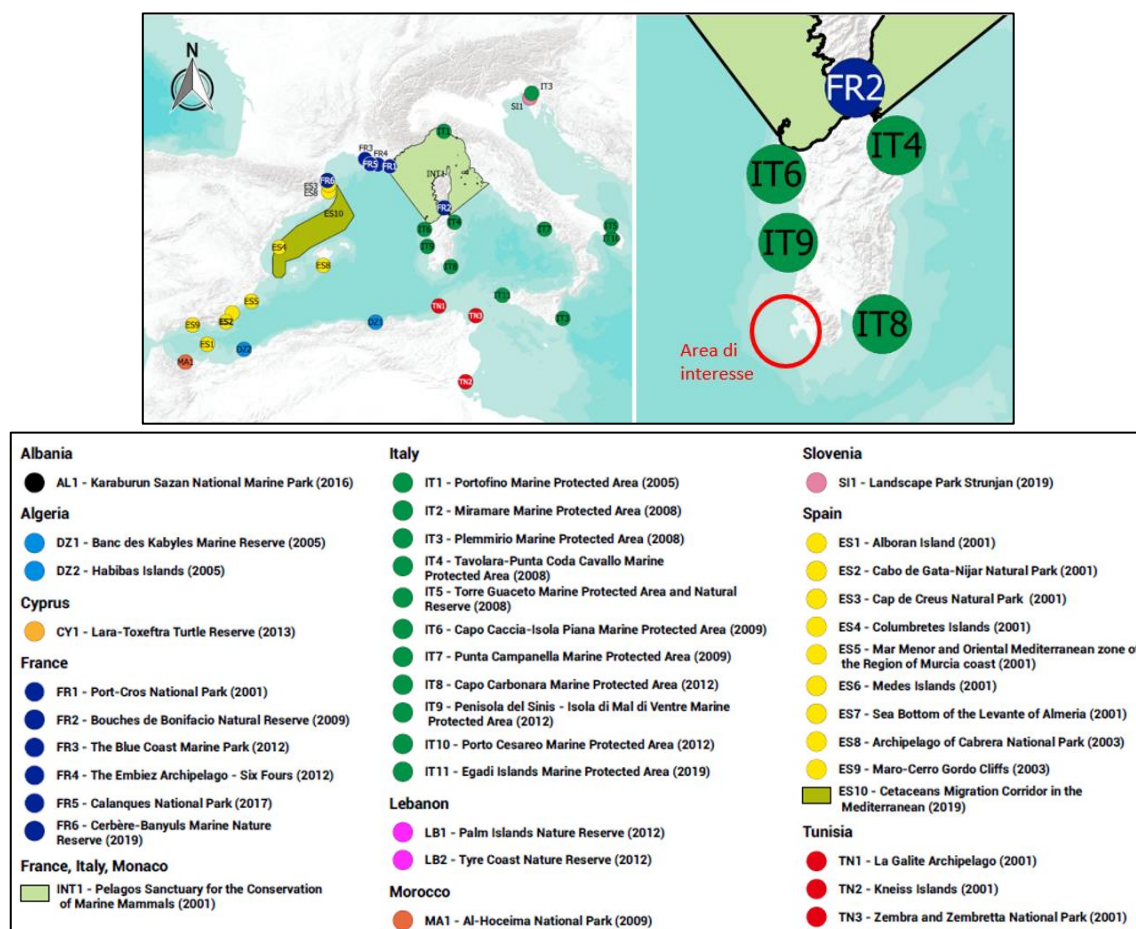 N
IT3
SI1
IT1
FR3
FR4
FR5
FR1
INT1
FR6
ES3
ES8
ES10
FR2
IT6
IT4
IT9
IT7
IT5
IT10
ES4
ES8
IT8
IT11
ES5
TN1
TN3
IT3
ES9
ES2
DZ1
ES1
DZ2
MA1
TN2
FR2
IT4
IT6
IT9
IT8
Area di
interesse
Albania
AL1 - Karaburun Sazan National Marine Park (2016)
Algeria
DZ1 - Banc des Kabyles Marine Reserve (2005)
DZ2 - Habibas Islands (2005)
Cyprus
CY1 - Lara-Toxeftra Turtle Reserve (2013)
France
FR1 - Port-Cros National Park (2001)
FR2 - Bouches de Bonifacio Natural Reserve (2009)
FR3 - The Blue Coast Marine Park (2012)
FR4 - The Embiez Archipelago - Six Fours (2012)
FR5 - Calanques National Park (2017)
FR6 - Cerbère-Banyuls Marine Nature
Reserve (2019)
France, Italy, Monaco
INT1 - Pelagos Sanctuary for the Conservation
of Marine Mammals (2001)
Italy
IT1 - Portofino Marine Protected Area (2005)
IT2 - Miramare Marine Protected Area (2008)
IT3 - Plemmirio Marine Protected Area (2008)
IT4 - Tavolara-Punta Coda Cavallo Marine
Protected Area (2008)
IT5 - Torre Guaceto Marine Protected Area and Natural
Reserve (2008)
IT6 - Capo Caccia-Isola Piana Marine Protected Area (2009)
IT7 - Punta Campanella Marine Protected Area (2009)
IT8 - Capo Carbonara Marine Protected Area (2012)
IT9 - Penisola del Sinis - Isola di Mal di Ventre Marine
Protected Area (2012)
IT10 - Porto Cesareo Marine Protected Area (2012)
IT11 - Egadi Islands Marine Protected Area (2019)
Lebanon
LB1 - Palm Islands Nature Reserve (2012)
LB2 - Tyre Coast Nature Reserve (2012)
Morocco
MA1 - Al-Hoceima National Park (2009)
Slovenia
SI1 - Landscape Park Strunjan (2019)
Spain
ES1 - Alboran Island (2001)
ES2 - Cabo de Gata-Nijar Natural Park (2001)
ES3 - Cap de Creus Natural Park (2001)
ES4 - Columbretes Islands (2001)
ES5 - Mar Menor and Oriental Mediterranean zone of
the Region of Murcia coast (2001)
ES6 - Medes Islands (2001)
ES7 - Sea Bottom of the Levante of Almeria (2001)
ES8 - Archipelago of Cabrera National Park (2003)
ES9 - Maro-Cerro Gordo Cliffs (2003)
ES10 - Cetaceans Migration Corridor in the
Mediterranean (2019)
Tunisia
TN1 - La Galite Archipelago (2001)
TN2 - Kneiss Islands (2001)
TN3 - Zembra and Zembretta National Park (2001)